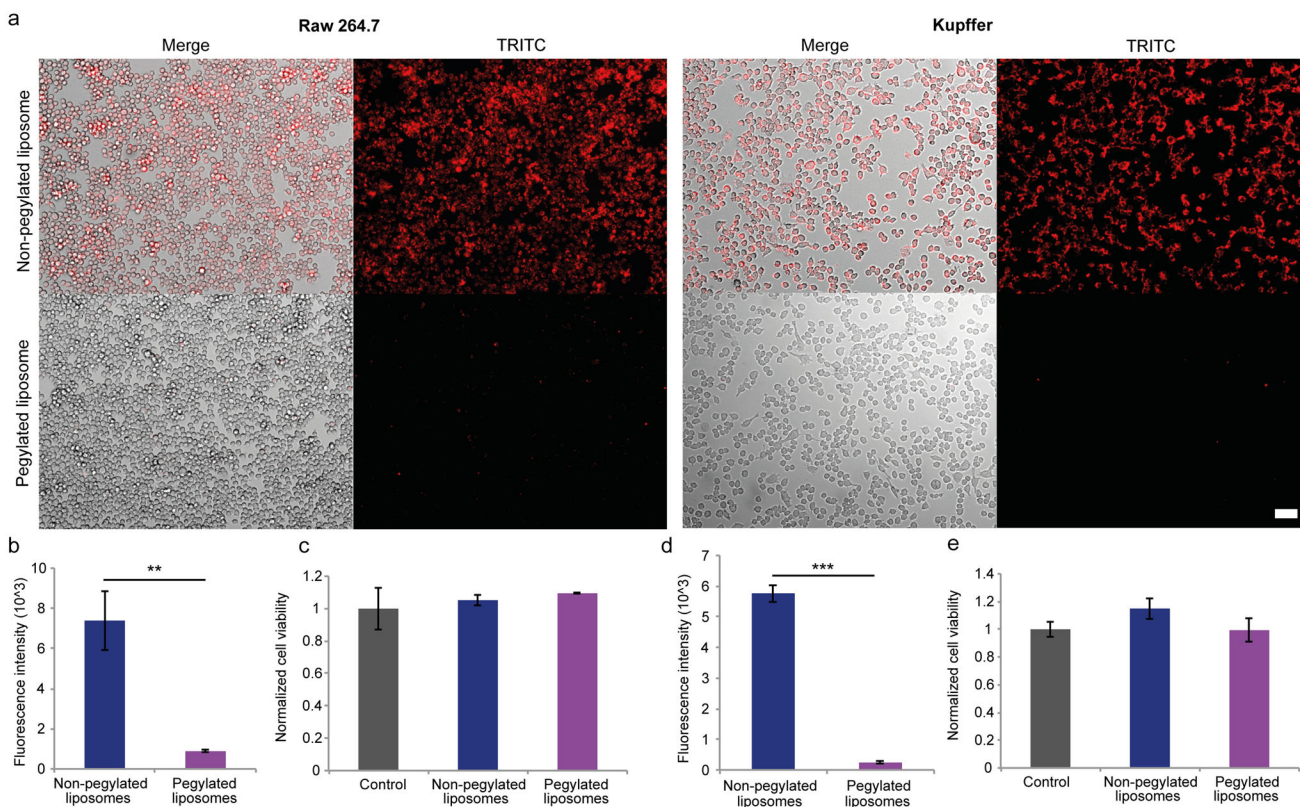 a
Raw 264.7
Kupffer
Merge
TRITC
Merge
TRITC
Non-pegylated liposome
Pegylated liposome
b
Fluorescence intensity (10^3)
10
8
6
4
2
0
**
Non-pegylated
liposomes
Pegylated
liposomes
c
Normalized cell viability
1.2
1
0.8
0.6
0.4
0.2
0
Control
Non-pegylated
liposomes
Pegylated
liposomes
d
Fluorescence intensity (10^3)
7
6
5
4
3
2
1
0
***
Non-pegylated
liposomes
Pegylated
liposomes
e
Normalized cell viability
1.4
1.2
1
0.8
0.6
0.4
0.2
0
Control
Non-pegylated
liposomes
Pegylated
liposomes